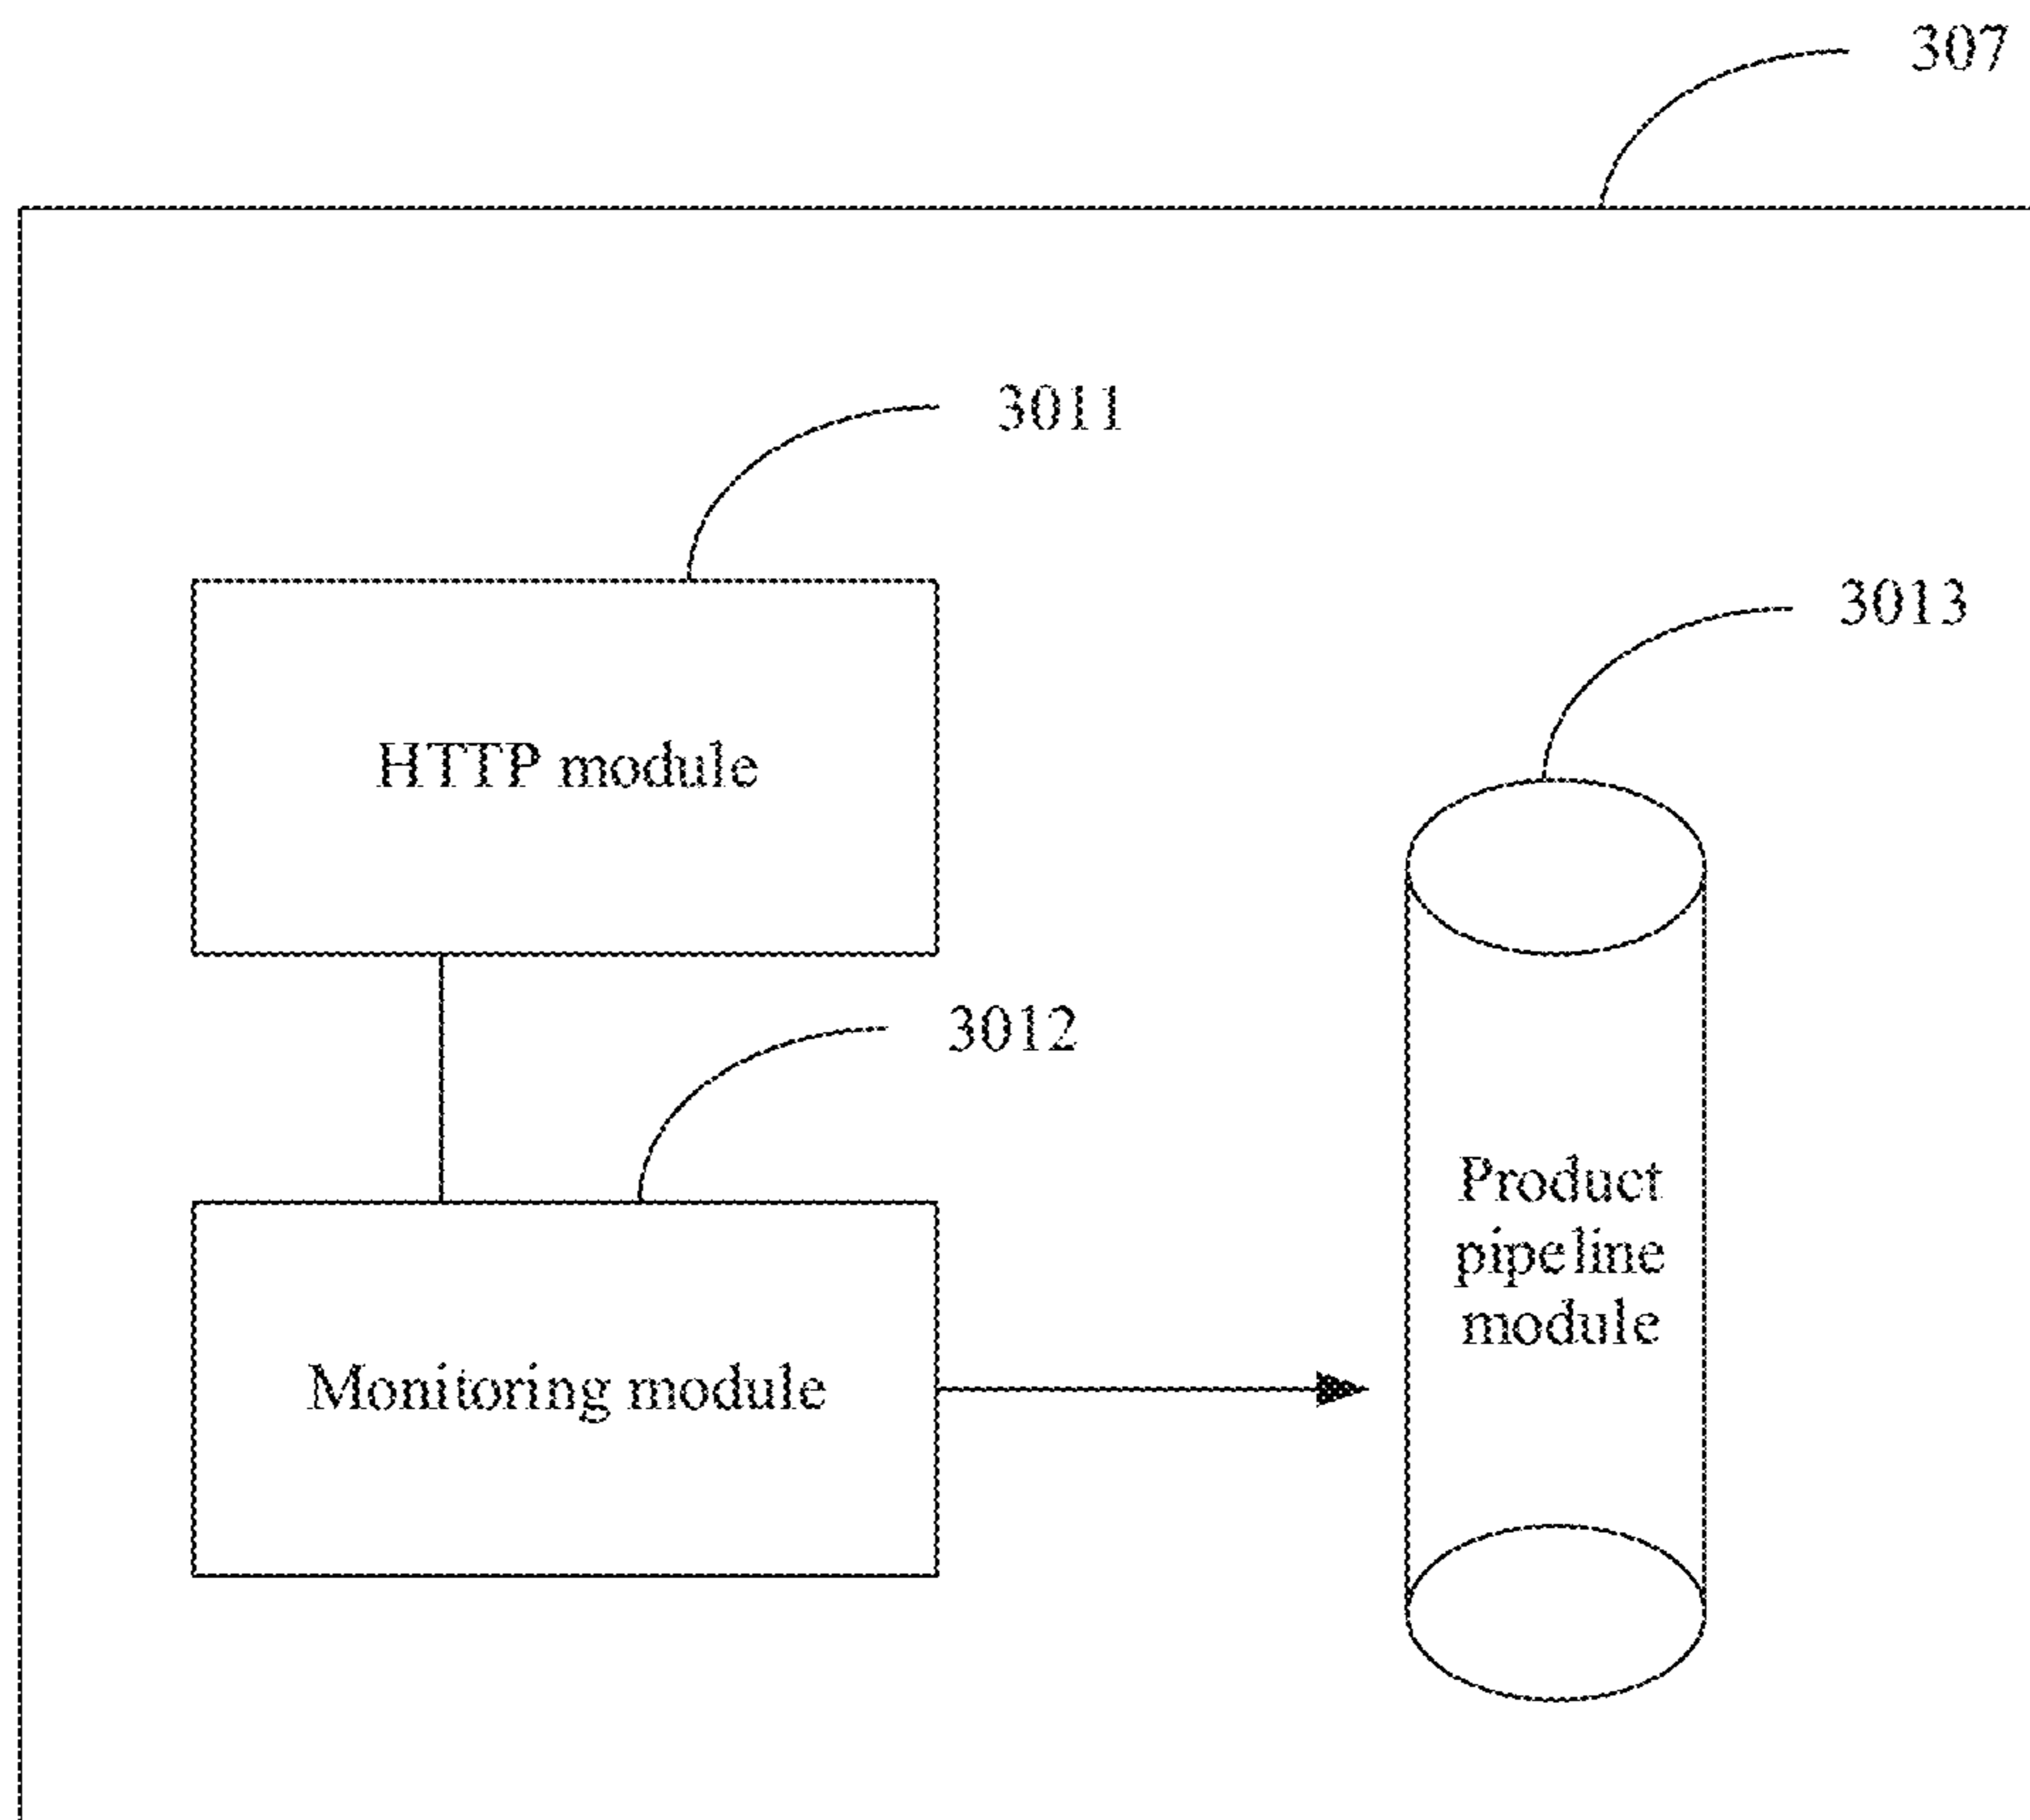 307
3011
3013
HTTP module
3012
Product
pipeline
module
Monitoring module